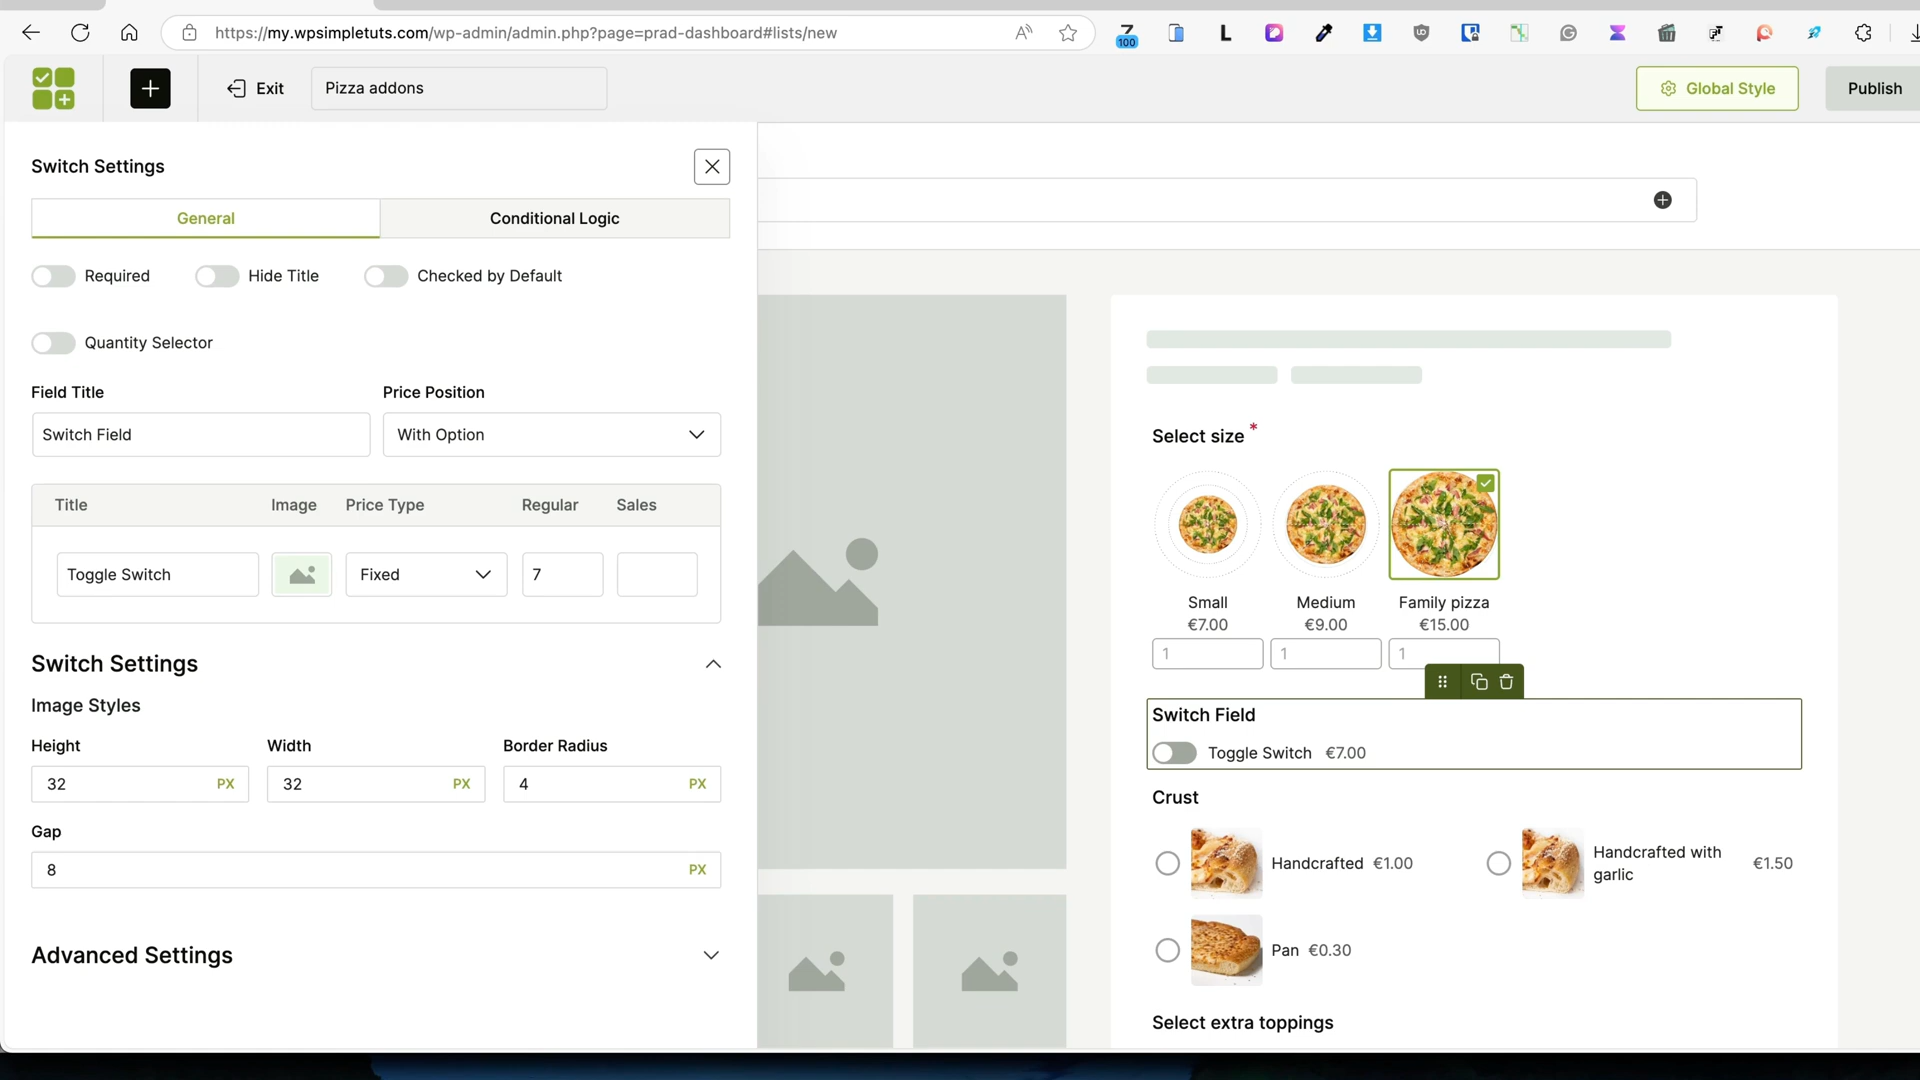 https://my.wpsimpletuts.com/wp-admin/admin.php?page=prad-dashboard#lists/new
100
Exit
Pizza addons
Global Style
Publish
Switch Settings
General
Conditional Logic
Required
Hide Title
Checked by Default
Quantity Selector
Field Title
Price Position
Switch Field
With Option
Title
Image
Price Type
Regular
Sales
Toggle Switch
Fixed
7
Switch Settings
Image Styles
Height
Width
Border Radius
32 PX
32 PX
4 PX
Gap
8 PX
Advanced Settings
Select size *
Small
Medium
Family pizza
€7.00
€9.00
€15.00
1
1
1
Switch Field
Toggle Switch €7.00
Crust
Handcrafted €1.00
Handcrafted with
garlic
€1.50
Pan €0.30
Select extra toppings